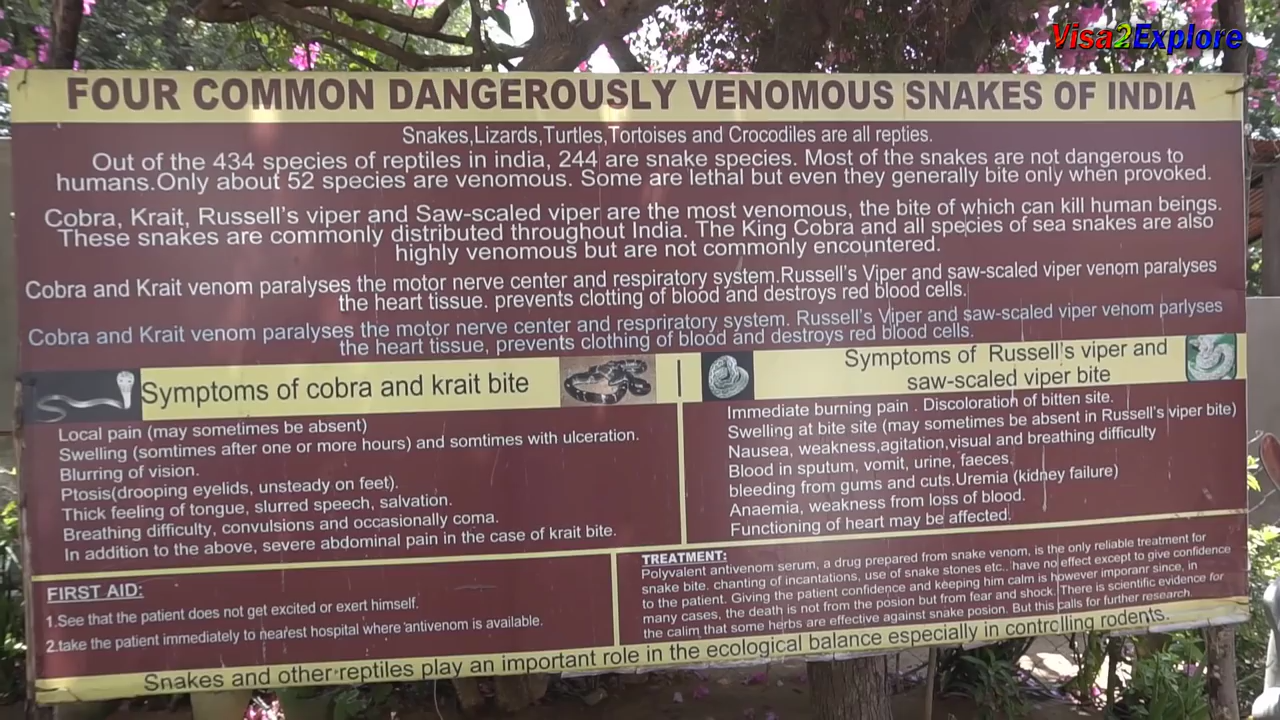 Visa2Explore
FOUR COMMON DANGEROUSLY VENOMOUS SNAKES OF INDIA
Snakes,Lizards,Turtles,Tortoises and Crocodiles are all repties.
Out of the 434 species of reptiles in india, 244 are snake species. Most of the snakes are not dangerous to
humans.Only about 52 species are venomous. Some are lethal but even they generally bite only when provoked.
Cobra, Krait, Russell's viper and Saw-scaled viper are the most venomous, the bite of which can kill human beings.
These snakes are commonly distributed throughout India. The King Cobra and all species of sea snakes are also
highly venomous but are not commonly encountered.
Cobra and Krait venom paralyses the motor nerve center and respiratory system.Russell's Viper and saw-scaled viper venom paralyses
the heart tissue. prevents clotting of blood and destroys red blood cells.
Cobra and Krait venom paralyses the motor nerve center and respriratory system. Russell's Viper and saw-scaled viper venom parlyses
the heart tissue, prevents clotting of blood and destroys red blood cells.
Symptoms of cobra and krait bite
Local pain (may sometimes be absent)
Swelling (somtimes after one or more hours) and somtimes with ulceration.
Blurring of vision.
Ptosis(drooping eyelids, unsteady on feet).
Thick feeling of tongue, slurred speech, salvation.
Breathing difficulty, convulsions and occasionally coma.
In addition to the above, severe abdominal pain in the case of krait bite.
Symptoms of Russell's viper and
saw-scaled viper bite
Immediate burning pain . Discoloration of bitten site.
Swelling at bite site (may sometimes be absent in Russell's viper bite)
Nausea, weakness,agitation,visual and breathing difficulty
Blood in sputum, vomit, urine, faeces,
bleeding from gums and cuts.Uremia (kidney failure)
Anaemia, weakness from loss of blood.
Functioning of heart may be affected.
FIRST AID:
1.See that the patient does not get excited or exert himself.
2.take the patient immediately to nearest hospital where antivenom is available.
TREATMENT:
Polyvalent antivenom serum, a drug prepared from snake venom, is the only reliable treatment for
snake bite. chanting of incantations, use of snake stones etc.. have no effect except to give confidence
to the patient. Giving the patient confidence and keeping him calm is however imporanr since, in
many cases, the death is not from the posion but from fear and shock. There is scientific evidence for
the calim that some herbs are effective against snake posion. But this calls for further research.
Snakes and other reptiles play an important role in the ecological balance especially in controlling rodents.